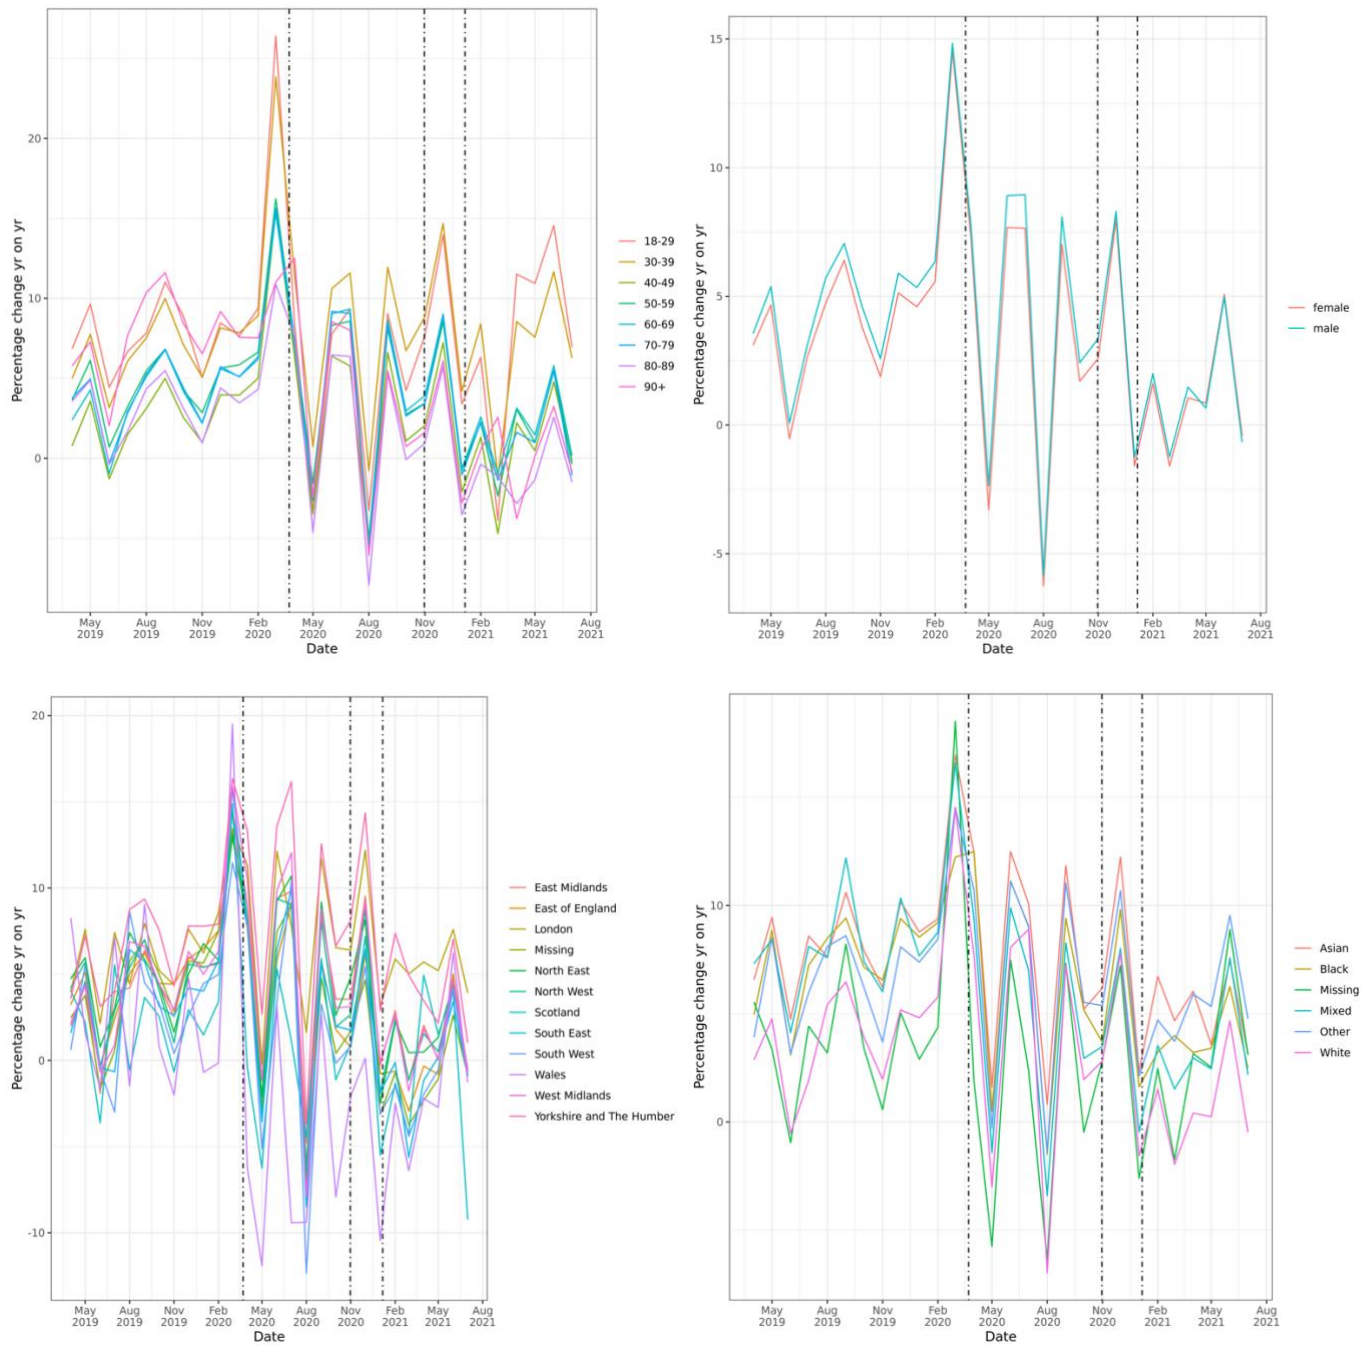 Percentage change yr on yr
20
10
0
May
2019
Aug
2019
Nov
2019
Feb
2020
May
2020
Aug
2020
Nov
2020
Feb
2021
May
2021
Aug
2021
Date
18-29
30-39
40-49
50-59
60-69
70-79
80-89
90+
Percentage change yr on yr
15
10
5
0
-5
May
2019
Aug
2019
Nov
2019
Feb
2020
May
2020
Aug
2020
Nov
2020
Feb
2021
May
2021
Aug
2021
Date
female
male
Percentage change yr on yr
20
10
0
-10
May
2019
Aug
2019
Nov
2019
Feb
2020
May
2020
Aug
2020
Nov
2020
Feb
2021
May
2021
Aug
2021
Date
East Midlands
East of England
London
Missing
North East
North West
Scotland
South East
South West
Wales
West Midlands
Yorkshire and The Humber
Percentage change yr on yr
10
0
May
2019
Aug
2019
Nov
2019
Feb
2020
May
2020
Aug
2020
Nov
2020
Feb
2021
May
2021
Aug
2021
Date
Asian
Black
Missing
Mixed
Other
White